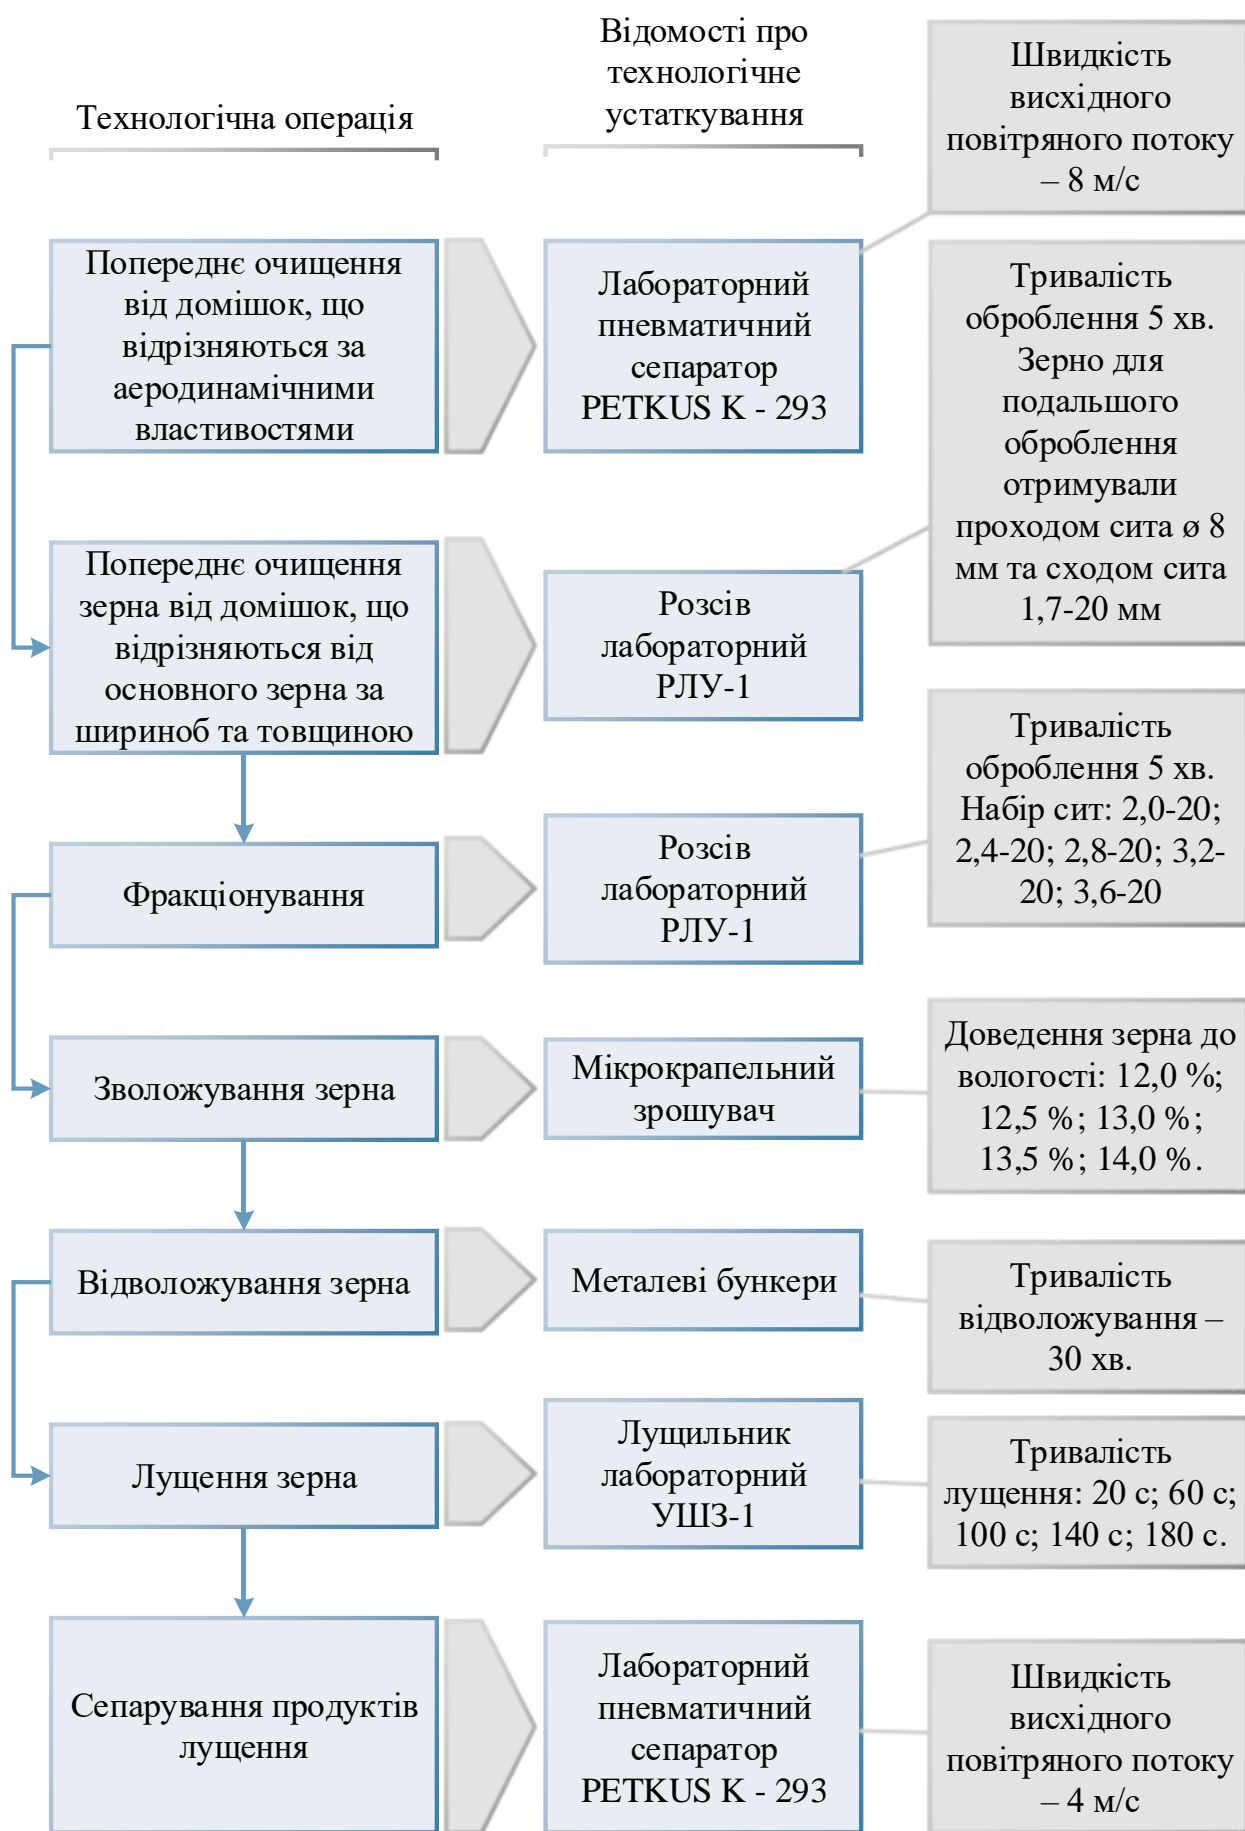 Технологічна операція
Відомості про
технологічне
устаткування
Швидкість
висхідного
повітряного потоку
– 8 м/с
Попереднє очищення
від домішок, що
відрізняються за
аеродинамічними
властивостями
Лабораторний
пневматичний
сепаратор
PETKUS K - 293
Тривалість
оброблення 5 хв.
Зерно для
подальшого
оброблення
отримували
проходом сита ø 8
мм та сходом сита
1,7-20 мм
Попереднє очищення
зерна від домішок, що
відрізняються від
основного зерна за
шириноб та товщиною
Розсів
лабораторний
РЛУ-1
Тривалість
оброблення 5 хв.
Набір сит: 2,0-20;
2,4-20; 2,8-20; 3,2-
20; 3,6-20
Фракціонування
Розсів
лабораторний
РЛУ-1
Зволожування зерна
Мікрокрапельний
зрошувач
Доведення зерна до
вологості: 12,0 %;
12,5 %; 13,0 %;
13,5 %; 14,0 %.
Відволожування зерна
Металеві бункери
Тривалість
відволожування –
30 хв.
Лущення зерна
Лущильник
лабораторний
УШЗ-1
Тривалість
лущення: 20 с; 60 с;
100 с; 140 с; 180 с.
Сепарування продуктів
лущення
Лабораторний
пневматичний
сепаратор
PETKUS K - 293
Швидкість
висхідного
повітряного потоку
– 4 м/с